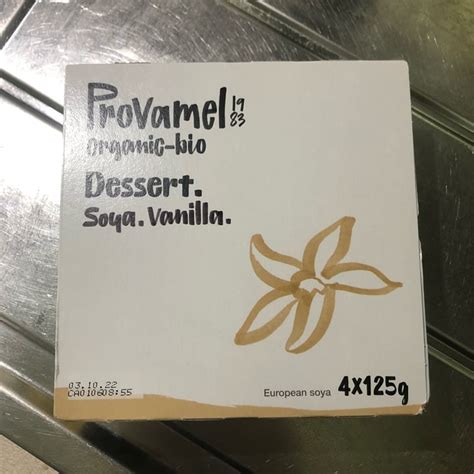 Provamel 19
83
organic-bio
Dessert.
Soya. Vanilla.
03.10.22
CA010608:55
European soya 4x125g